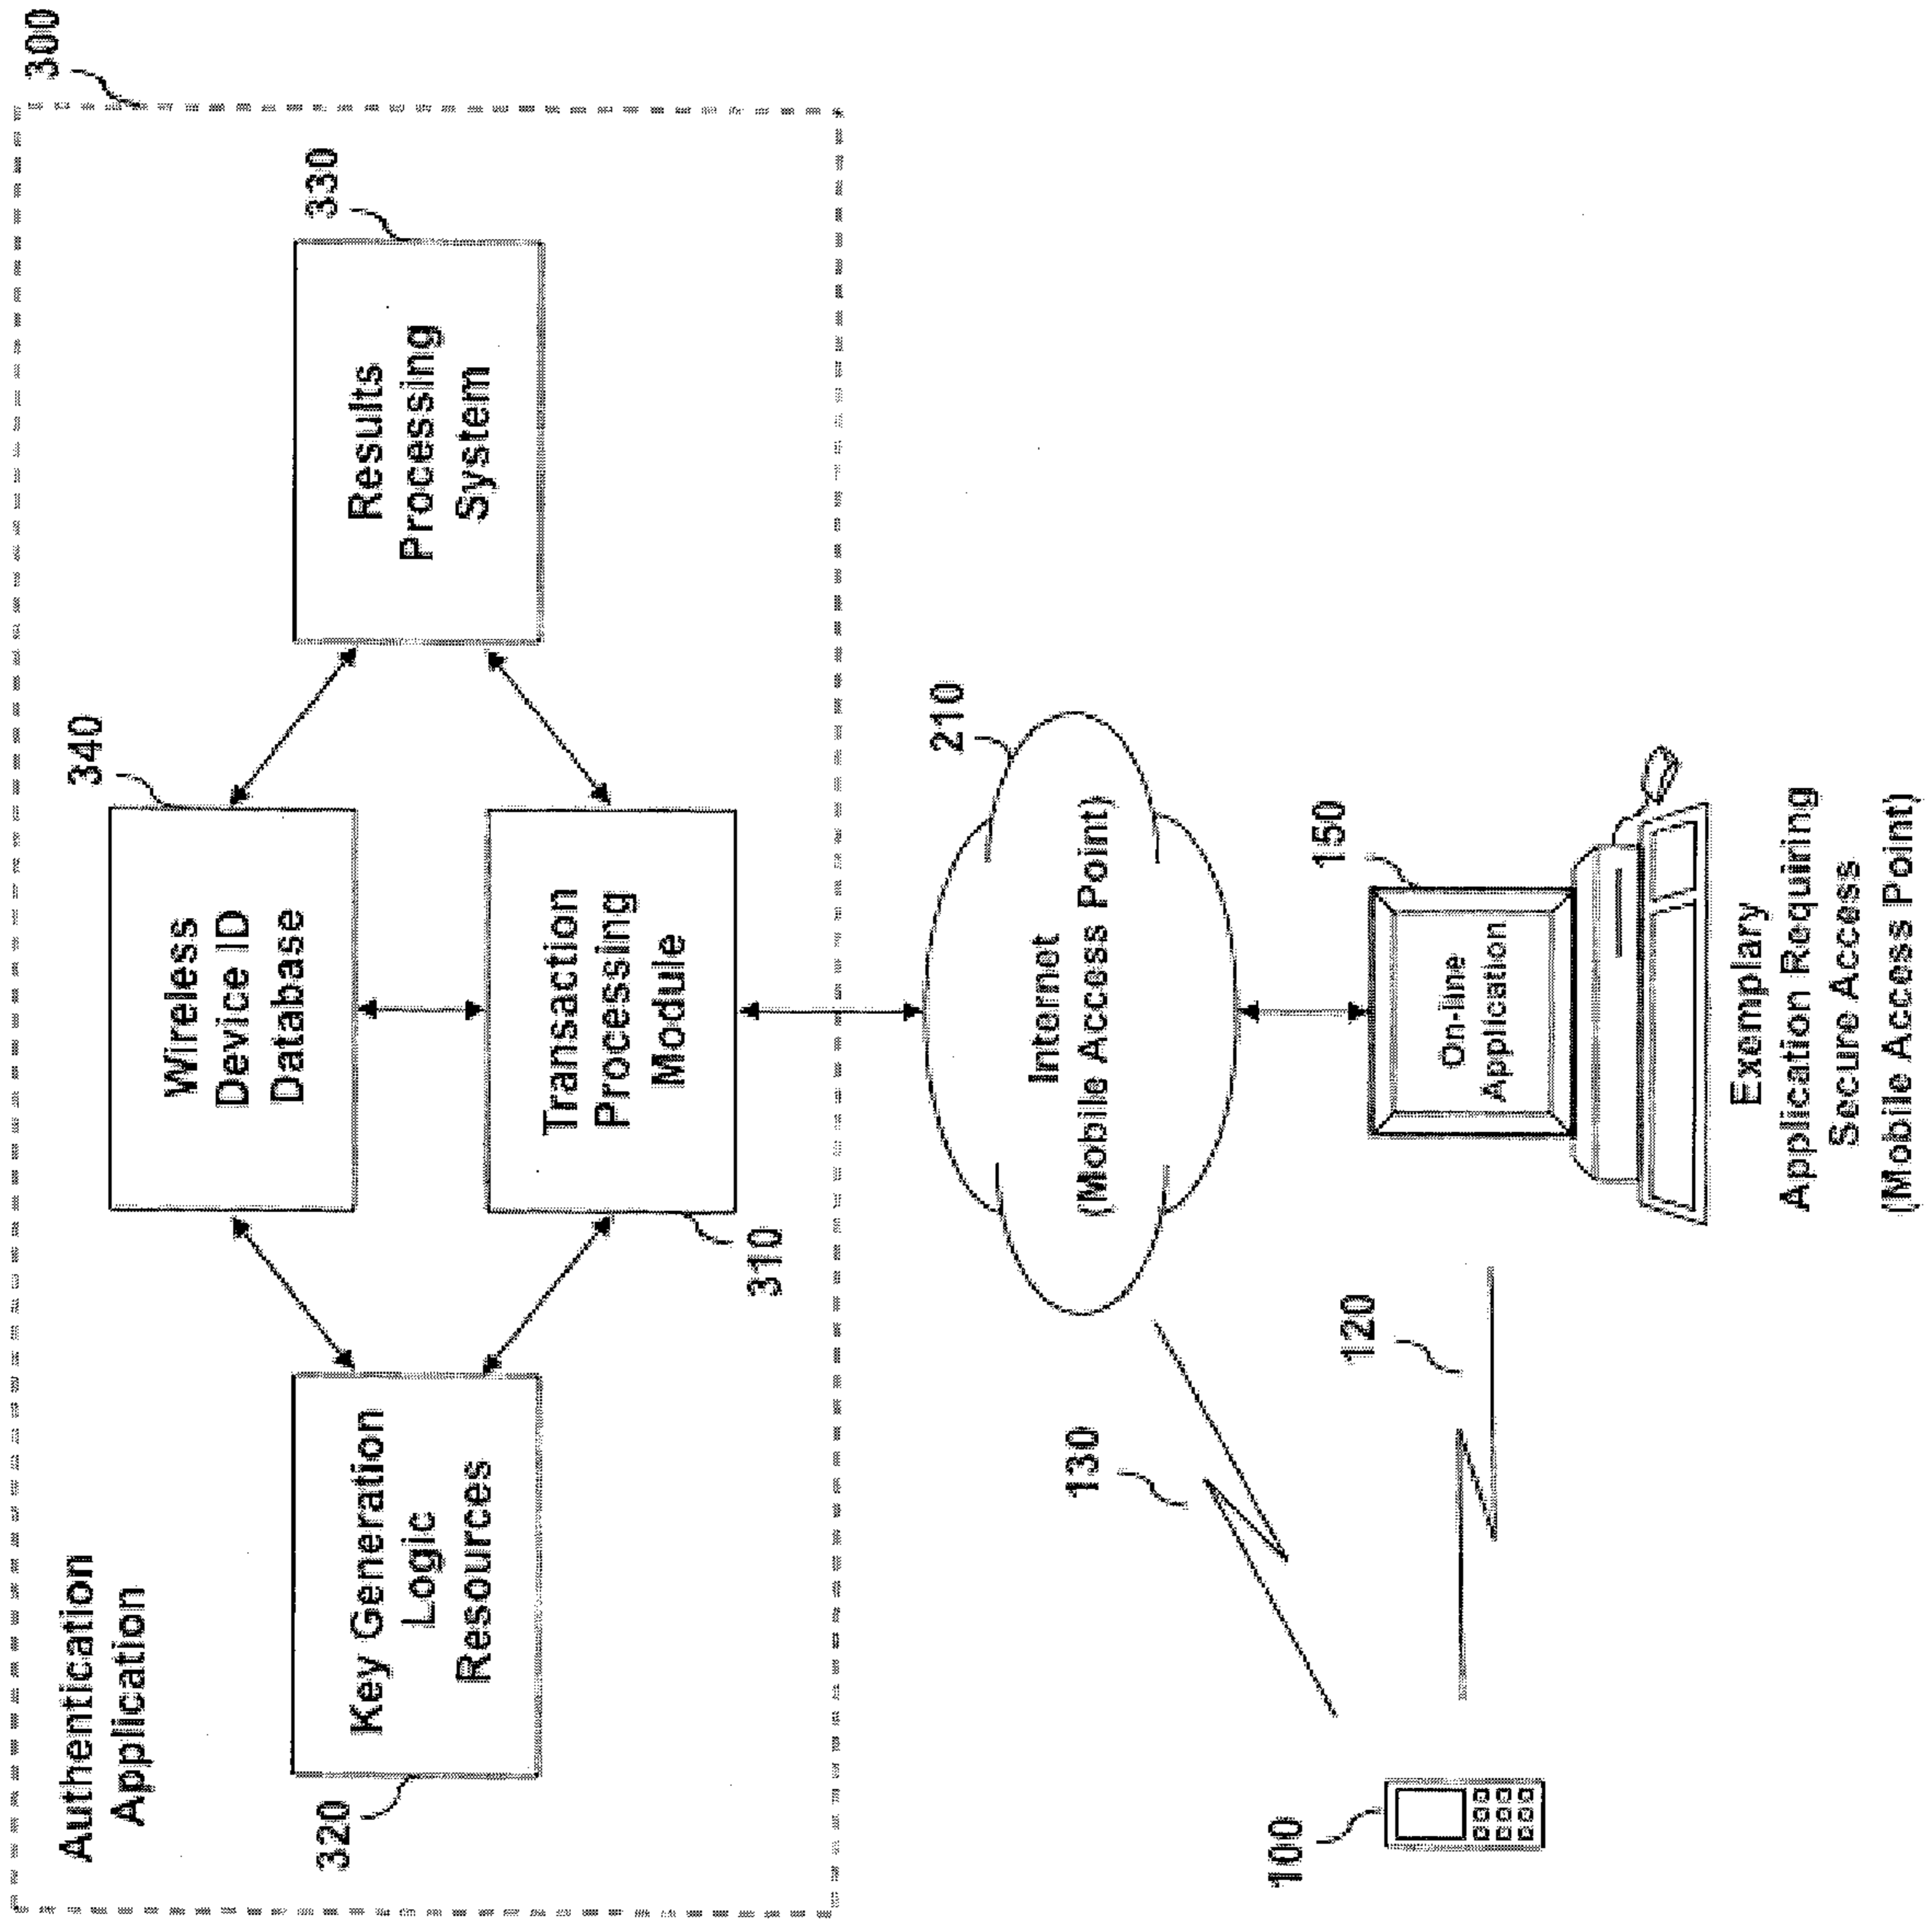 300
Authentication
Application
340
Wireless
Device ID
Database
320
Key Generation
Logic
Resources
330
Results
Processing
System
Transaction
Processing
Module
310
210
Internet
(Mobile Access Point)
130
150
On-line
Application
120
100
Exemplary
Application Requiring
Secure Access
(Mobile Access Point)